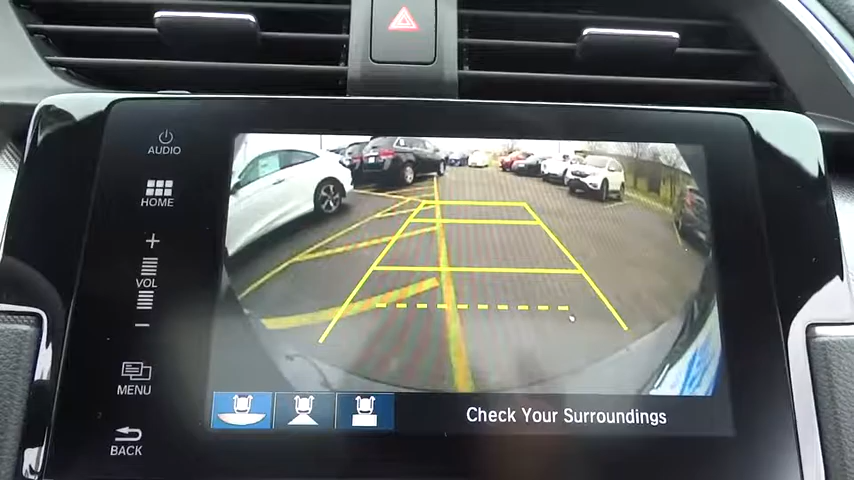 AUDIO
HOME
+
VOL
−
MENU
BACK
Check Your Surroundings